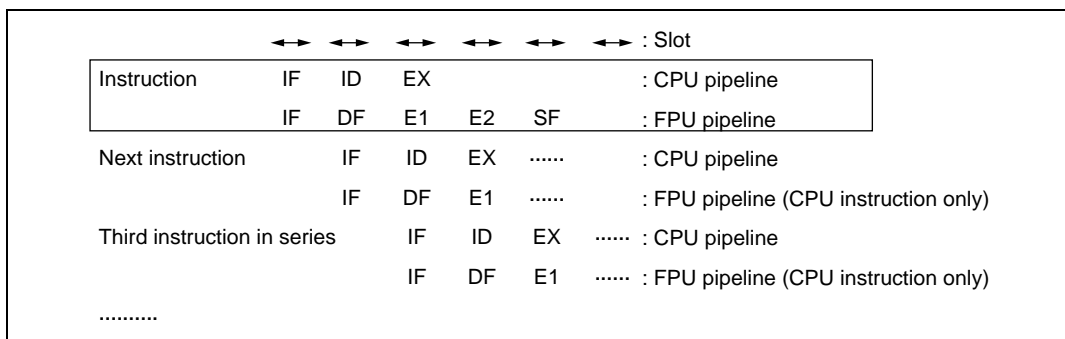 : Slot
Instruction IF ID EX : CPU pipeline
IF DF E1 E2 SF : FPU pipeline
Next instruction IF ID EX ...... : CPU pipeline
IF DF E1 ...... : FPU pipeline (CPU instruction only)
Third instruction in series IF ID EX ...... : CPU pipeline
IF DF E1 ...... : FPU pipeline (CPU instruction only)
..........